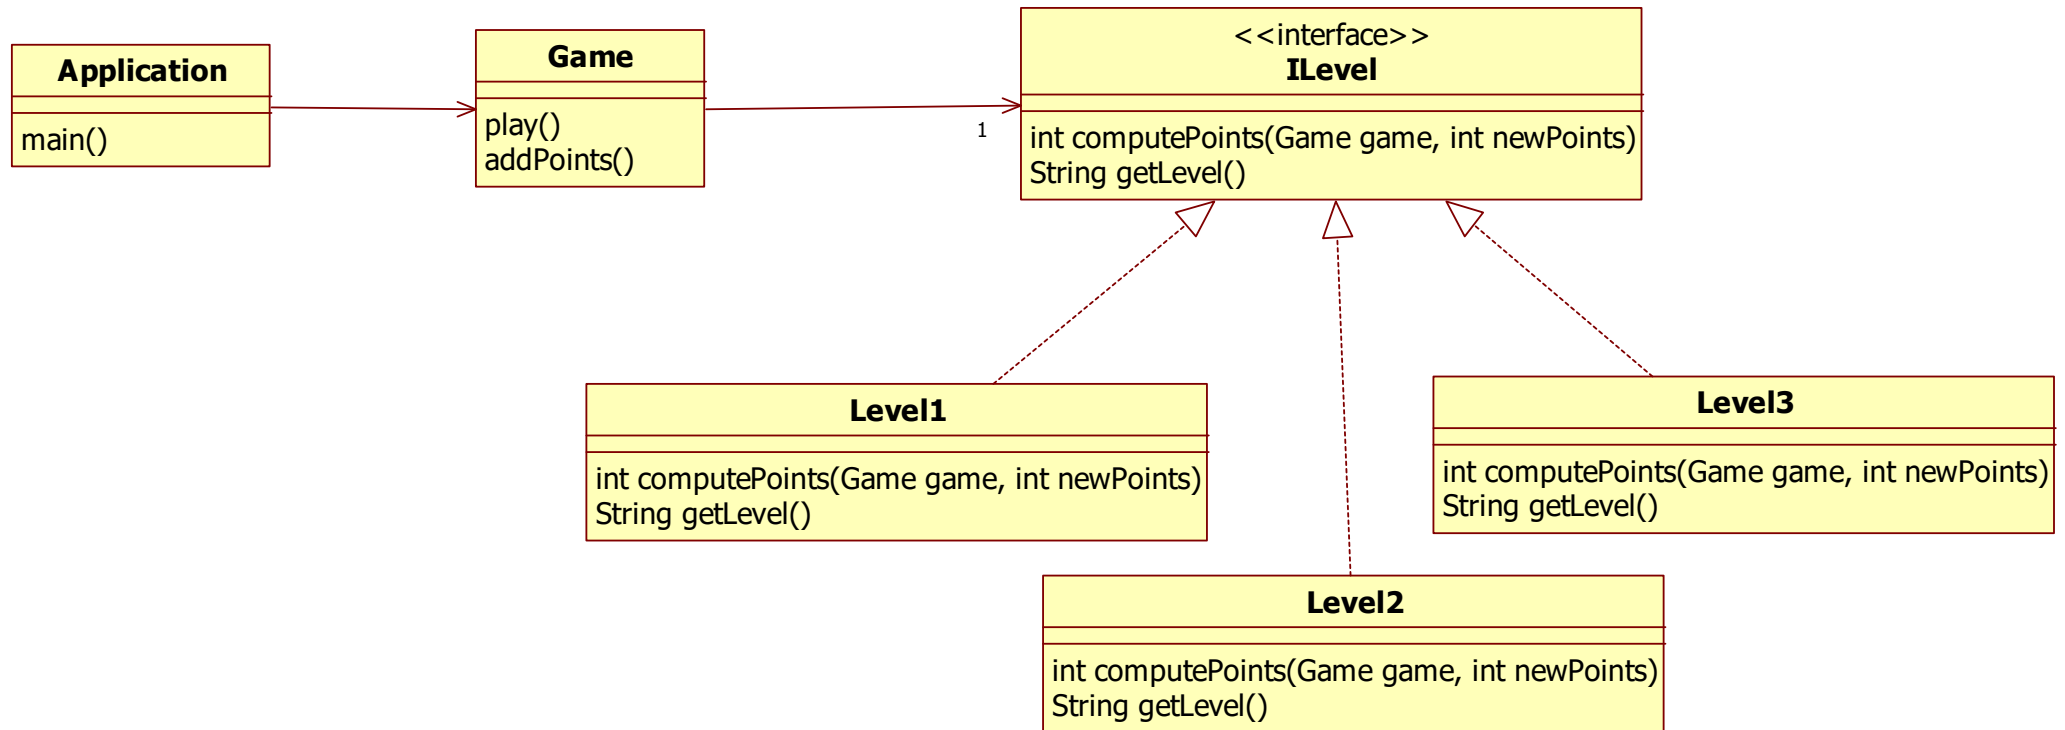 Application
main()
Game
play()
addPoints()
1
<<interface>>
ILevel
int computePoints(Game game, int newPoints)
String getLevel()
Level1
int computePoints(Game game, int newPoints)
String getLevel()
Level2
int computePoints(Game game, int newPoints)
String getLevel()
Level3
int computePoints(Game game, int newPoints)
String getLevel()